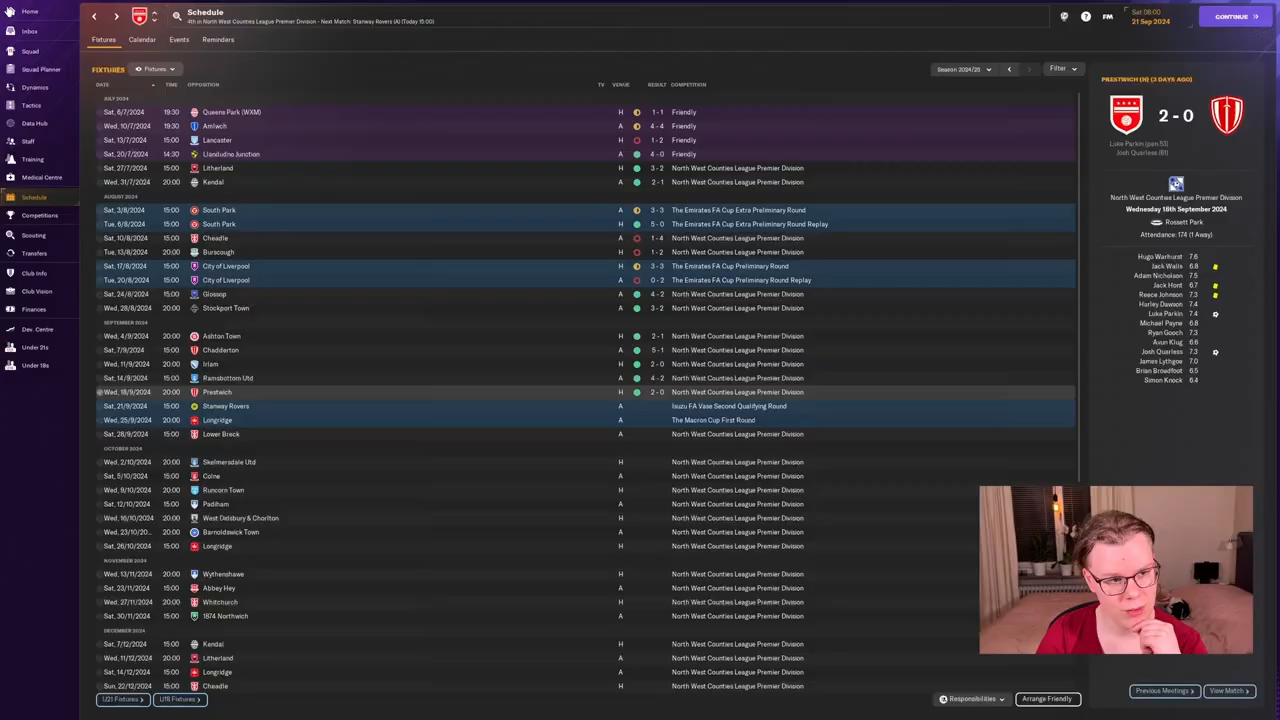 Home
Inbox
Squad
Squad Planner
Dynamics
Tactics
Data Hub
Staff
Training
Medical Centre
Schedule
Competitions
Scouting
Transfers
Club Info
Club Vision
Finances
Dev. Centre
Under 21s
Under 18s
Schedule
4th in North West Counties League Premier Division - Next Match: Stanway Rovers (A) (Today 15:00)
FM
Sat 08:00
21 Sep 2024
CONTINUE
Fixtures Calendar Events Reminders
FIXTURES Fixtures Season 2024/25 Filter
DATE TIME OPPOSITION TV VENUE RESULT COMPETITION
JULY 2024
Sat, 6/7/2024 19:30 Queens Park (WXM) H 1 - 1 Friendly
Wed, 10/7/2024 19:30 Amlwch A 4 - 4 Friendly
Sat, 13/7/2024 15:00 Lancaster H 1 - 2 Friendly
Sat, 20/7/2024 14:30 Llandudno Junction A 4 - 0 Friendly
Sat, 27/7/2024 15:00 Litherland H 3 - 2 North West Counties League Premier Division
Wed, 31/7/2024 20:00 Kendal A 2 - 1 North West Counties League Premier Division
AUGUST 2024
Sat, 3/8/2024 15:00 South Park A 3 - 3 The Emirates FA Cup Extra Preliminary Round
Tue, 6/8/2024 15:00 South Park H 5 - 0 The Emirates FA Cup Extra Preliminary Round Replay
Sat, 10/8/2024 15:00 Cheadle A 1 - 4 North West Counties League Premier Division
Tue, 13/8/2024 20:00 Burscough H 1 - 2 North West Counties League Premier Division
Sat, 17/8/2024 15:00 City of Liverpool H 3 - 3 The Emirates FA Cup Preliminary Round
Tue, 20/8/2024 15:00 City of Liverpool A 0 - 2 The Emirates FA Cup Preliminary Round Replay
Sat, 24/8/2024 15:00 Glossop A 4 - 2 North West Counties League Premier Division
Wed, 28/8/2024 20:00 Stockport Town A 3 - 2 North West Counties League Premier Division
SEPTEMBER 2024
Wed, 4/9/2024 20:00 Ashton Town H 2 - 1 North West Counties League Premier Division
Sat, 7/9/2024 15:00 Chadderton A 5 - 1 North West Counties League Premier Division
Wed, 11/9/2024 20:00 Irlam H 2 - 0 North West Counties League Premier Division
Sat, 14/9/2024 15:00 Ramsbottom Utd A 4 - 2 North West Counties League Premier Division
Wed, 18/9/2024 20:00 Prestwich H 2 - 0 North West Counties League Premier Division
Sat, 21/9/2024 15:00 Stanway Rovers A Isuzu FA Vase Second Qualifying Round
Wed, 25/9/2024 20:00 Longridge A The Macron Cup First Round
Sat, 28/9/2024 15:00 Lower Breck A North West Counties League Premier Division
OCTOBER 2024
Wed, 2/10/2024 20:00 Skelmersdale Utd H North West Counties League Premier Division
Sat, 5/10/2024 15:00 Colne A North West Counties League Premier Division
Wed, 9/10/2024 20:00 Runcorn Town H North West Counties League Premier Division
Sat, 12/10/2024 15:00 Padiham A North West Counties League Premier Division
Wed, 16/10/2024 20:00 West Didsbury & Chorlton H North West Counties League Premier Division
Wed, 23/10/20... 20:00 Barnoldswick Town A North West Counties League Premier Division
Sat, 26/10/2024 15:00 Longridge H North West Counties League Premier Division
NOVEMBER 2024
Wed, 13/11/2024 20:00 Wythenshawe H North West Counties League Premier Division
Sat, 23/11/2024 15:00 Abbey Hey A North West Counties League Premier Division
Wed, 27/11/2024 20:00 Whitchurch H North West Counties League Premier Division
Sat, 30/11/2024 15:00 1874 Northwich A North West Counties League Premier Division
DECEMBER 2024
Sat, 7/12/2024 15:00 Kendal H North West Counties League Premier Division
Wed, 11/12/2024 20:00 Litherland A North West Counties League Premier Division
Sat, 14/12/2024 15:00 Longridge A North West Counties League Premier Division
Sun, 22/12/2024 15:00 Cheadle H North West Counties League Premier Division
U21 Fixtures > U18 Fixtures > Responsibilities Arrange Friendly
PRESTWICH (H) (3 DAYS AGO)
2 - 0
Luke Parkin (pen 53)
Josh Quarless (61)
North West Counties League Premier Division
Wednesday 18th September 2024
Rossett Park
Attendance: 174 (1 Away)
Hugo Warhurst 7.6
Jack Walls 6.8
Adam Nicholson 7.5
Jack Hont 6.7
Reece Johnson 7.3
Harley Dawson 7.4
Luke Parkin 7.4
Michael Payne 6.8
Ryan Gooch 7.3
Avun Klug 6.6
Josh Quarless 7.3
James Lythgoe 7.0
Brian Broedfoot 6.5
Simon Knock 6.4
Previous Meetings > View Match >